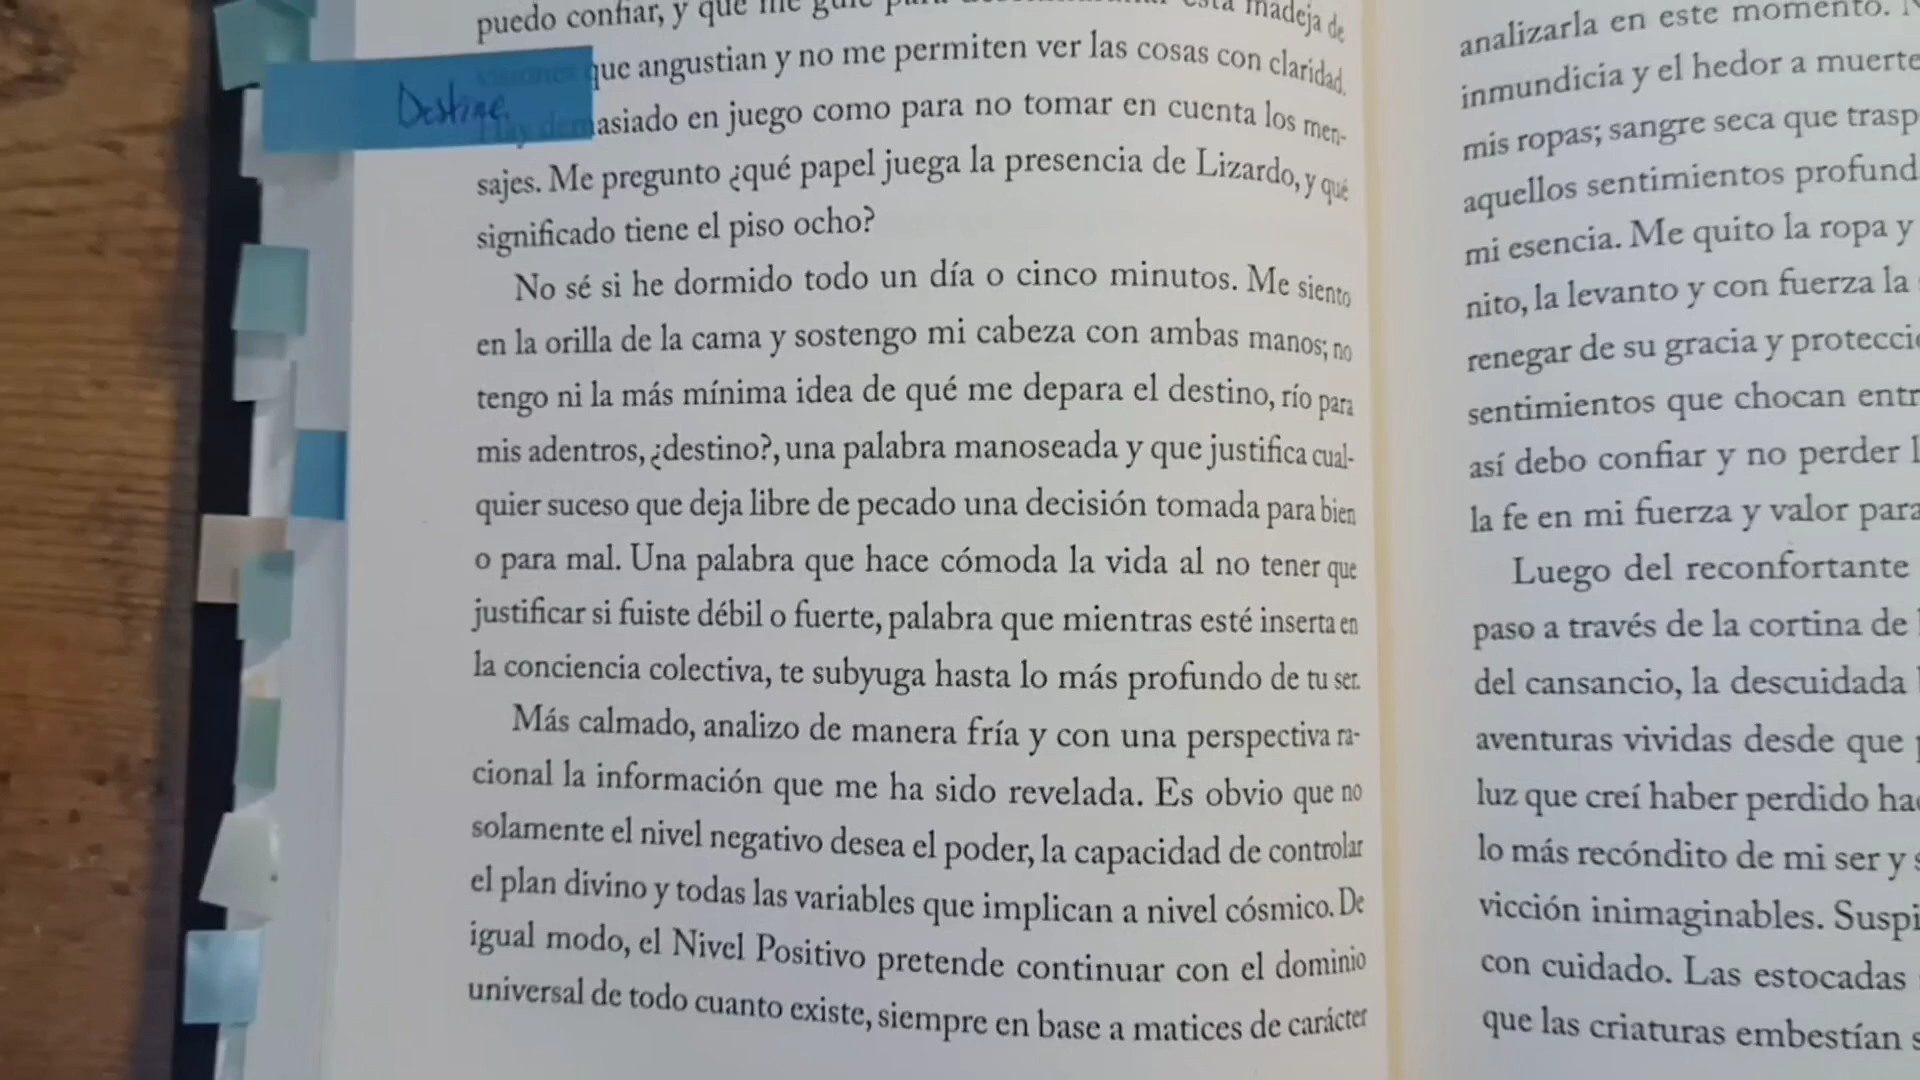 puedo confiar, y que me guíe para esta madeja de
que angustian y no me permiten ver las cosas con claridad.
Hay demasiado en juego como para no tomar en cuenta los men-
sajes. Me pregunto ¿qué papel juega la presencia de Lizardo, y qué
significado tiene el piso ocho?
No sé si he dormido todo un día o cinco minutos. Me siento
en la orilla de la cama y sostengo mi cabeza con ambas manos; no
tengo ni la más mínima idea de qué me depara el destino, río para
mis adentros, ¿destino?, una palabra manoseada y que justifica cual-
quier suceso que deja libre de pecado una decisión tomada para bien
o para mal. Una palabra que hace cómoda la vida al no tener que
justificar si fuiste débil o fuerte, palabra que mientras esté inserta en
la conciencia colectiva, te subyuga hasta lo más profundo de tu ser.
Más calmado, analizo de manera fría y con una perspectiva ra-
cional la información que me ha sido revelada. Es obvio que no
solamente el nivel negativo desea el poder, la capacidad de controlar
el plan divino y todas las variables que implican a nivel cósmico. De
igual modo, el Nivel Positivo pretende continuar con el dominio
universal de todo cuanto existe, siempre en base a matices de carácter
analizarla en este momento.
inmundicia y el hedor a muerte
mis ropas; sangre seca que trasp
aquellos sentimientos profund
mi esencia. Me quito la ropa y
nito, la levanto y con fuerza la
renegar de su gracia y protecci
sentimientos que chocan entr
así debo confiar y no perder l
la fe en mi fuerza y valor para
Luego del reconfortante
paso a través de la cortina de
del cansancio, la descuidada
aventuras vividas desde que
luz que creí haber perdido ha
lo más recóndito de mi ser y s
vicción inimaginables. Suspi
con cuidado. Las estocadas
que las criaturas embestían s